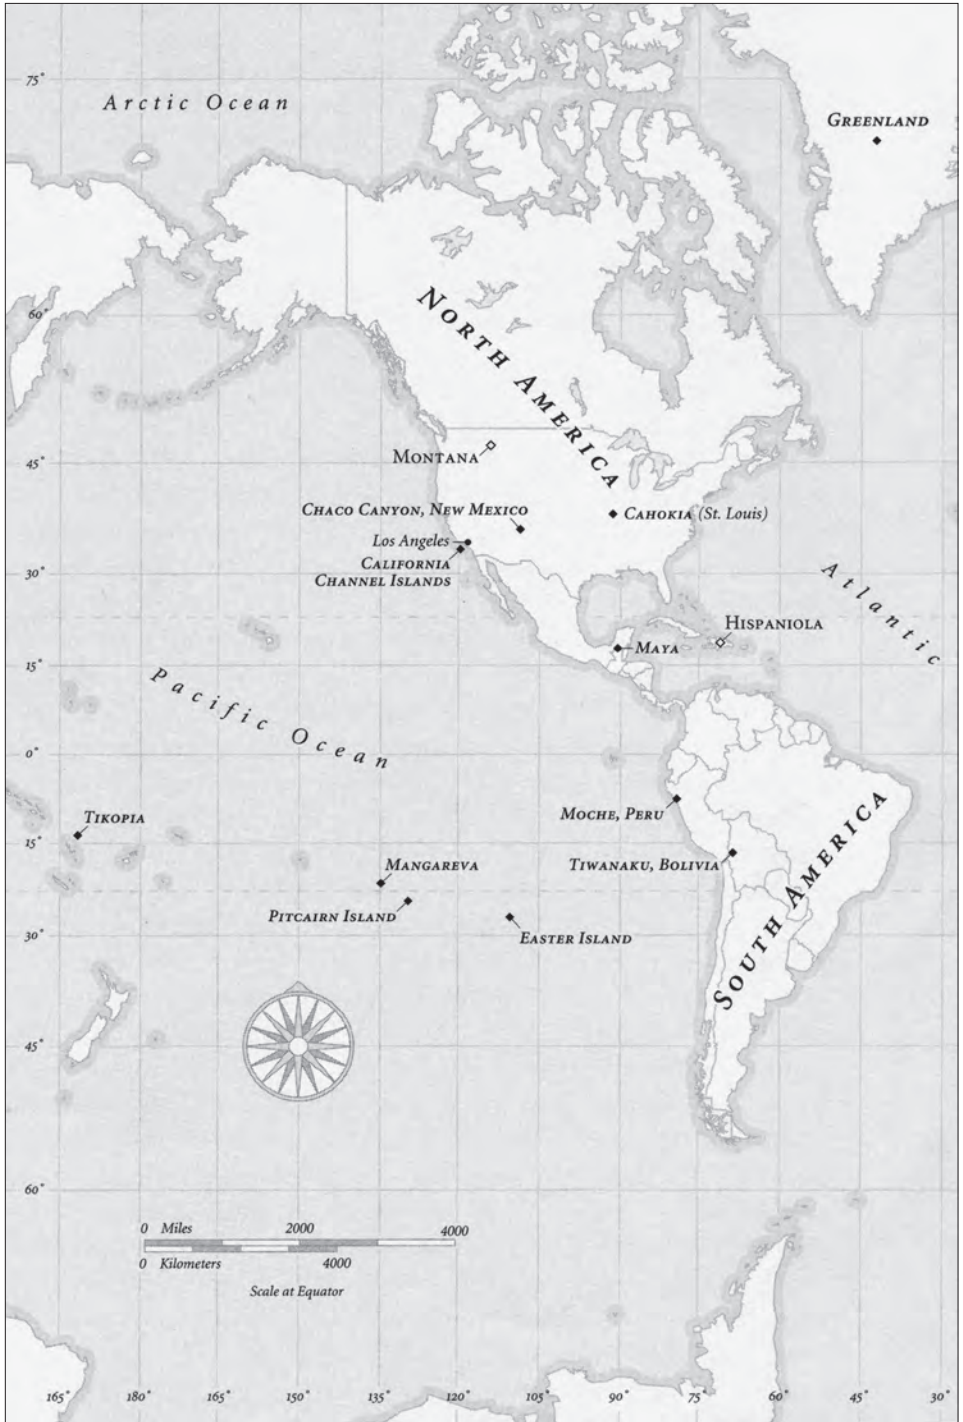 75°
Arctic Ocean
GREENLAND
60°
NORTH AMERICA
MONTANA
45°
CHACO CANYON, NEW MEXICO
CAHOKIA (St. Louis)
Los Angeles
CALIFORNIA
CHANNEL ISLANDS
30°
Atlantic
HISPANIOLA
MAYA
15°
Pacific Ocean
0°
TIKOPIA
MOCHE, PERU
15°
MANGAREVA
TIWANAKU, BOLIVIA
SOUTH AMERICA
PITCAIRN ISLAND
30°
EASTER ISLAND
45°
60°
0 Miles 2000 4000
0 Kilometers 4000
Scale at Equator
165° 180° 165° 150° 135° 120° 105° 90° 75° 60° 45° 30°